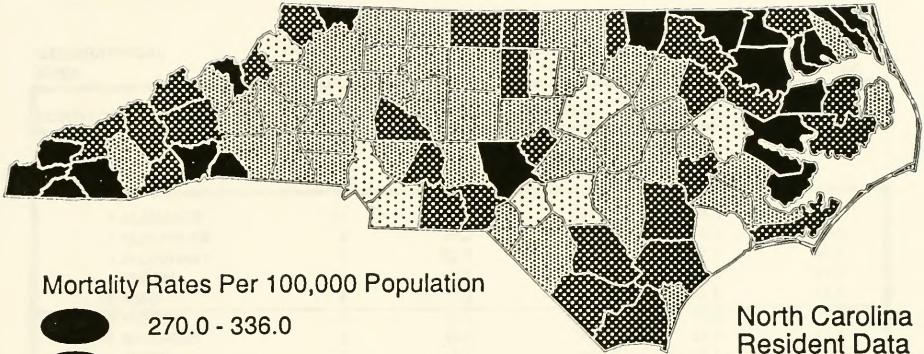 Mortality Rates Per 100,000 Population
270.0 - 336.0
North Carolina
Resident Data